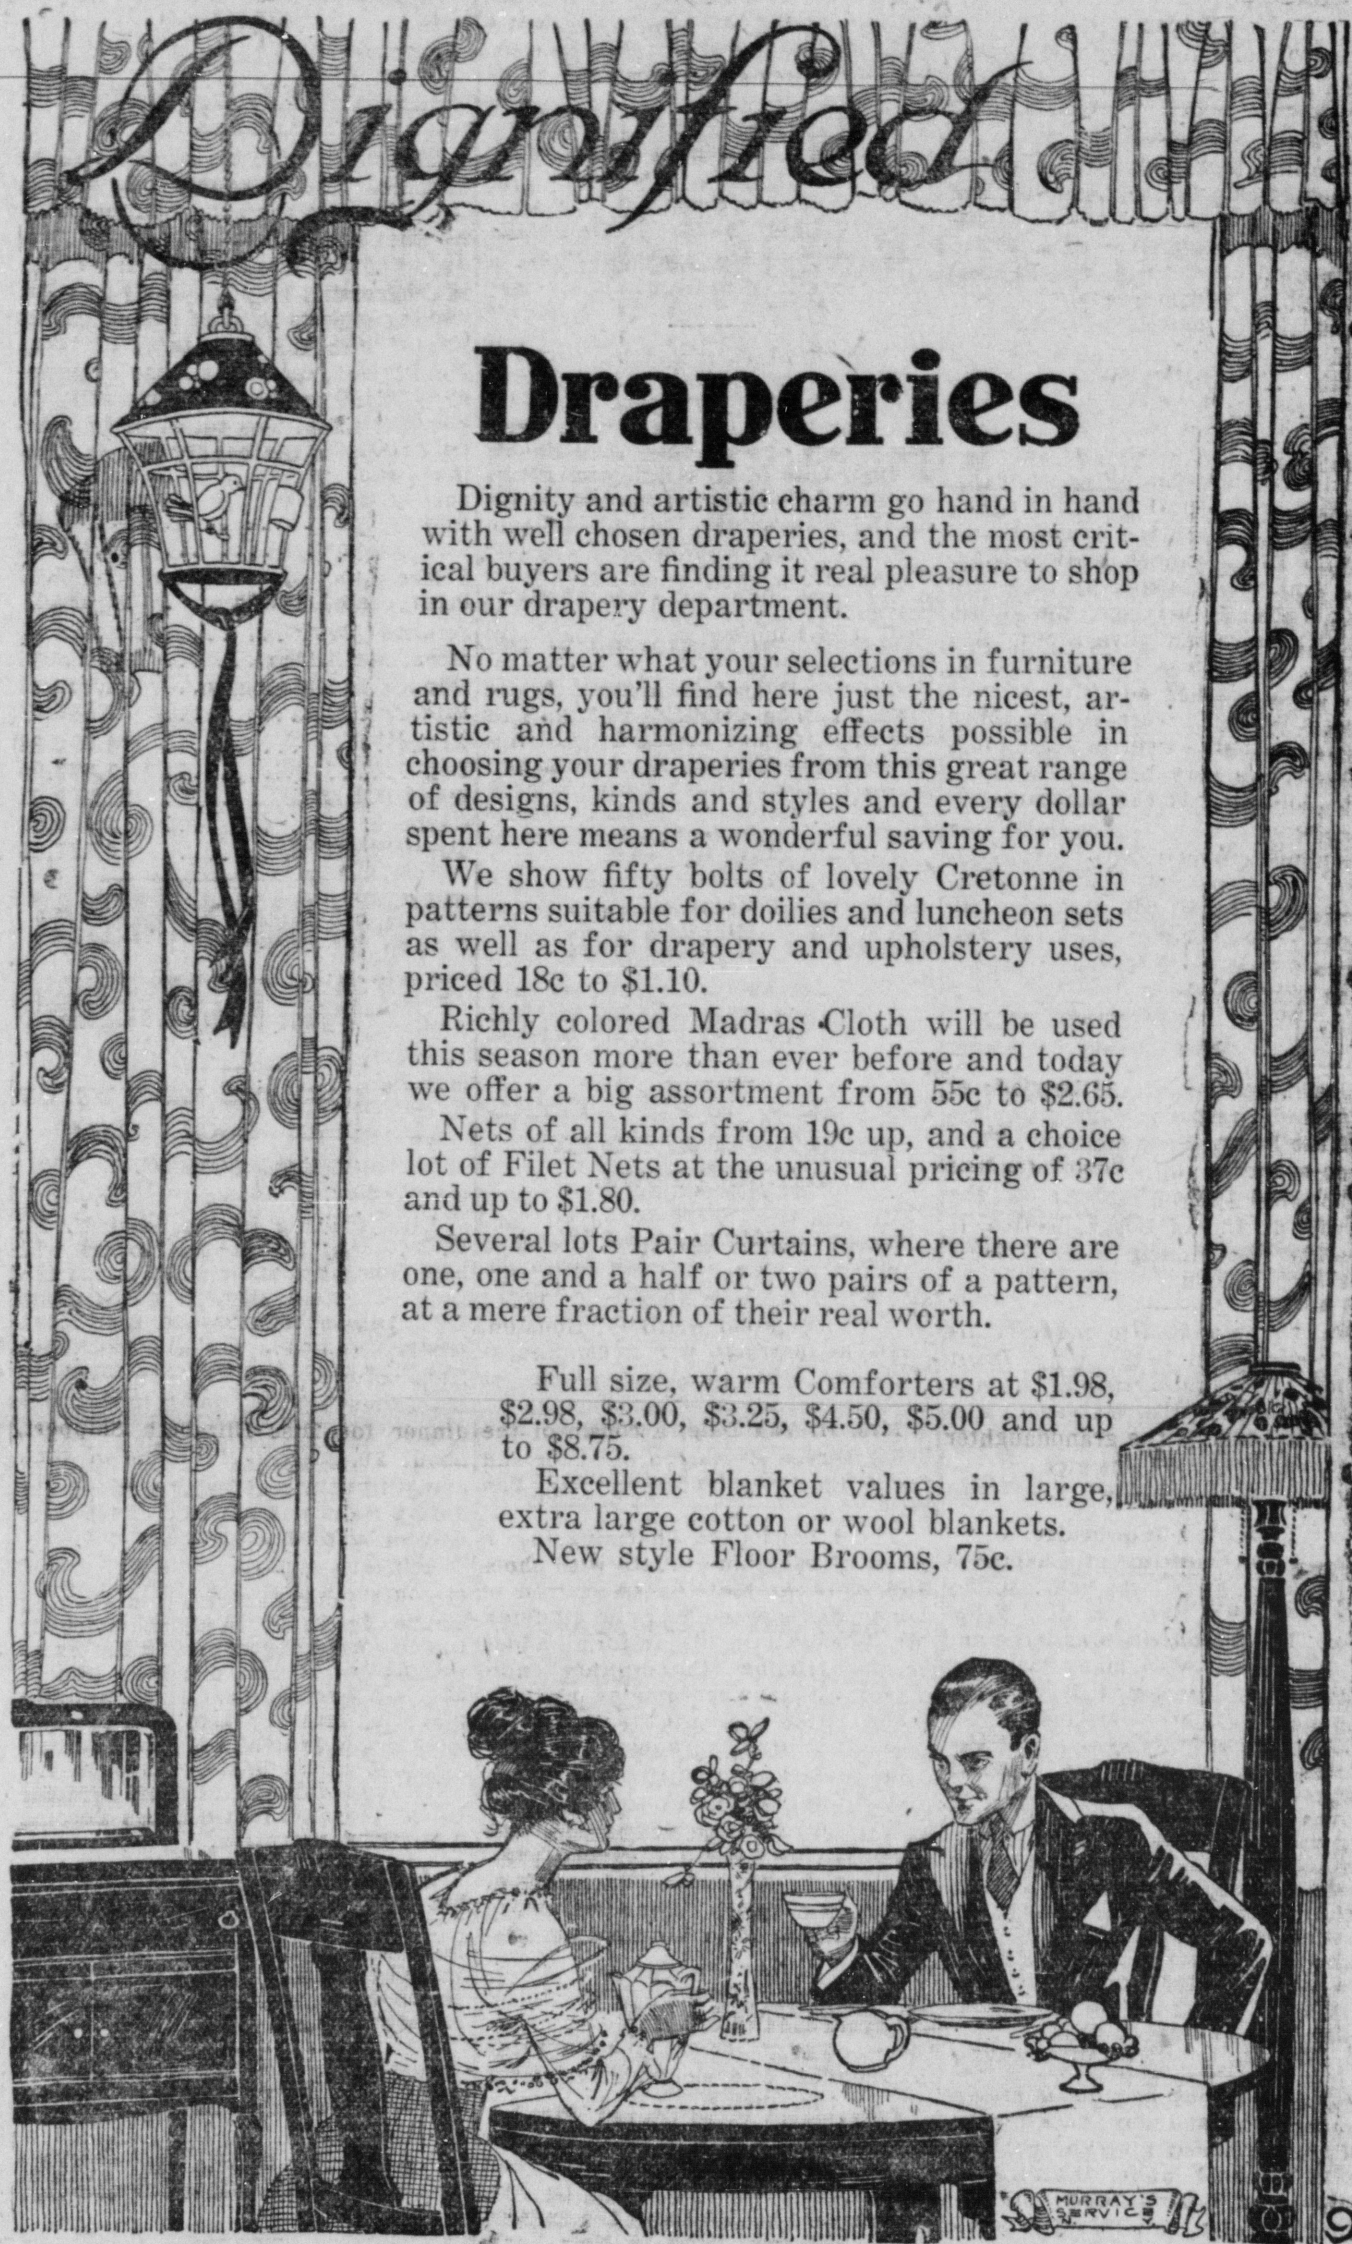 Dignified
Draperies
Dignity and artistic charm go hand in hand
with well chosen draperies, and the most crit-
ical buyers are finding it real pleasure to shop
in our drapery department.
No matter what your selections in furniture
and rugs, you'll find here just the nicest, ar-
tistic and harmonizing effects possible in
choosing your draperies from this great range
of designs, kinds and styles and every dollar
spent here means a wonderful saving for you.
We show fifty bolts of lovely Cretonne in
patterns suitable for doilies and luncheon sets
as well as for drapery and upholstery uses,
priced 18c to $1.10.
Richly colored Madras Cloth will be used
this season more than ever before and today
we offer a big assortment from 55c to $2.65.
Nets of all kinds from 19c up, and a choice
lot of Filet Nets at the unusual pricing of 37c
and up to $1.80.
Several lots Pair Curtains, where there are
one, one and a half or two pairs of a pattern,
at a mere fraction of their real worth.
Full size, warm Comforters at $1.98,
$2.98, $3.00, $3.25, $4.50, $5.00 and up
to $8.75.
Excellent blanket values in large,
extra large cotton or wool blankets.
New style Floor Brooms, 75c.
MURRAY'S
SERVICE
N. Y.
9